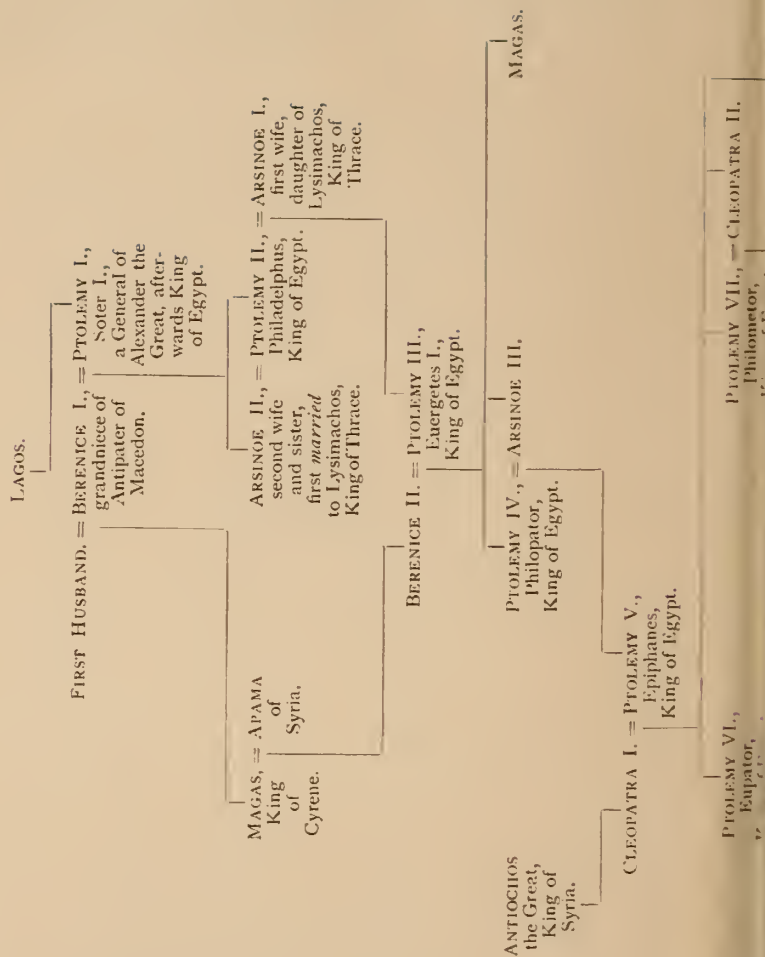 LAGOS.
FIRST HUSBAND. = BERENICE I., = PTOLEMY I.,
grandniece of
Antipater of
Macedon.
Soter I.,
a General of
Alexander the
Great, after-
wards King
of Egypt.
MAGAS, = APAMA
King
of
Cyrene.
of
Syria.
ARSINOE II., = PTOLEMY II., = ARSINOE I.,
second wife
and sister,
first married
to Lysimachos,
King of Thrace.
Philadelphus,
King of Egypt.
first wife,
daughter of
Lysimachos,
King of
Thrace.
BERENICE II. = PTOLEMY III.,
Euergetes I.,
King of Egypt.
ANTIOCHOS
the Great,
King of
Syria.
PTOLEMY IV., = ARSINOE III.
Philopator,
King of Egypt.
MAGAS.
CLEOPATRA I. = PTOLEMY V.,
Epiphanes,
King of Egypt.
PTOLEMY VI.,
Eupator,
PTOLEMY VII., = CLEOPATRA II.
Philometor,